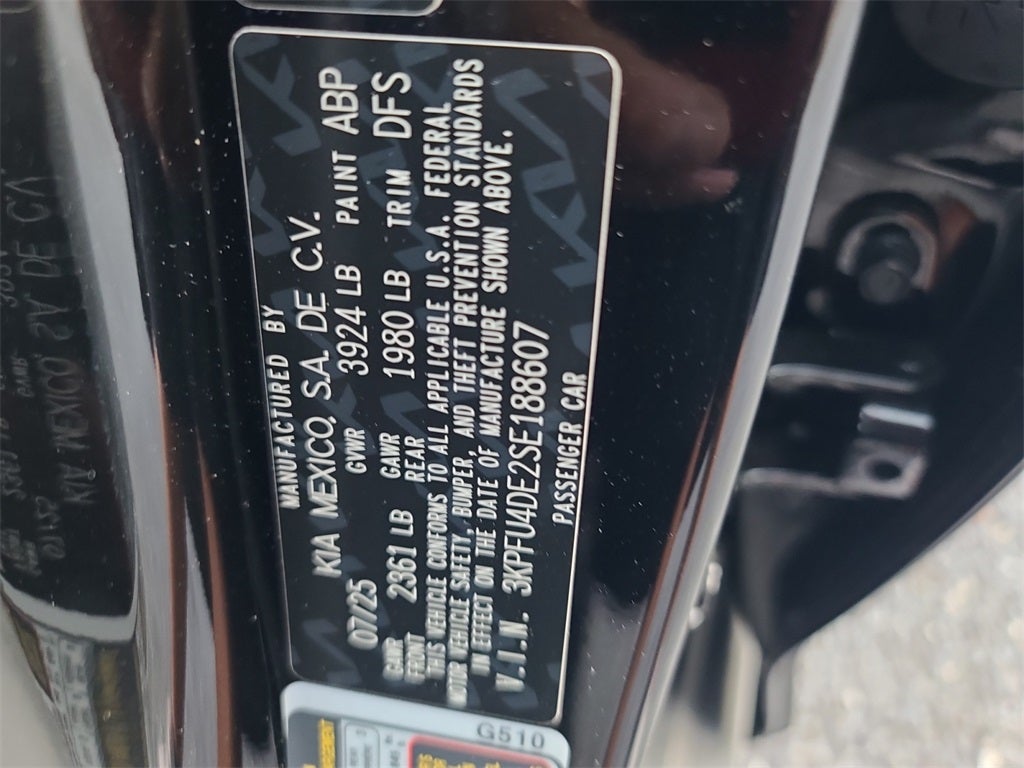 MANUFACTURED BY
KIA MEXICO, S.A. DE C.V.
07/25 GVWR 3924 LB PAINT ABP
GAWR FRONT 2361 LB GAWR REAR 1980 LB TRIM DFS
THIS VEHICLE CONFORMS TO ALL APPLICABLE U.S.A. FEDERAL
MOTOR VEHICLE SAFETY, BUMPER, AND THEFT PREVENTION STANDARDS
IN EFFECT ON THE DATE OF MANUFACTURE SHOWN ABOVE.
V.I.N. 3KPFU4DE2SE188607
PASSENGER CAR
G510